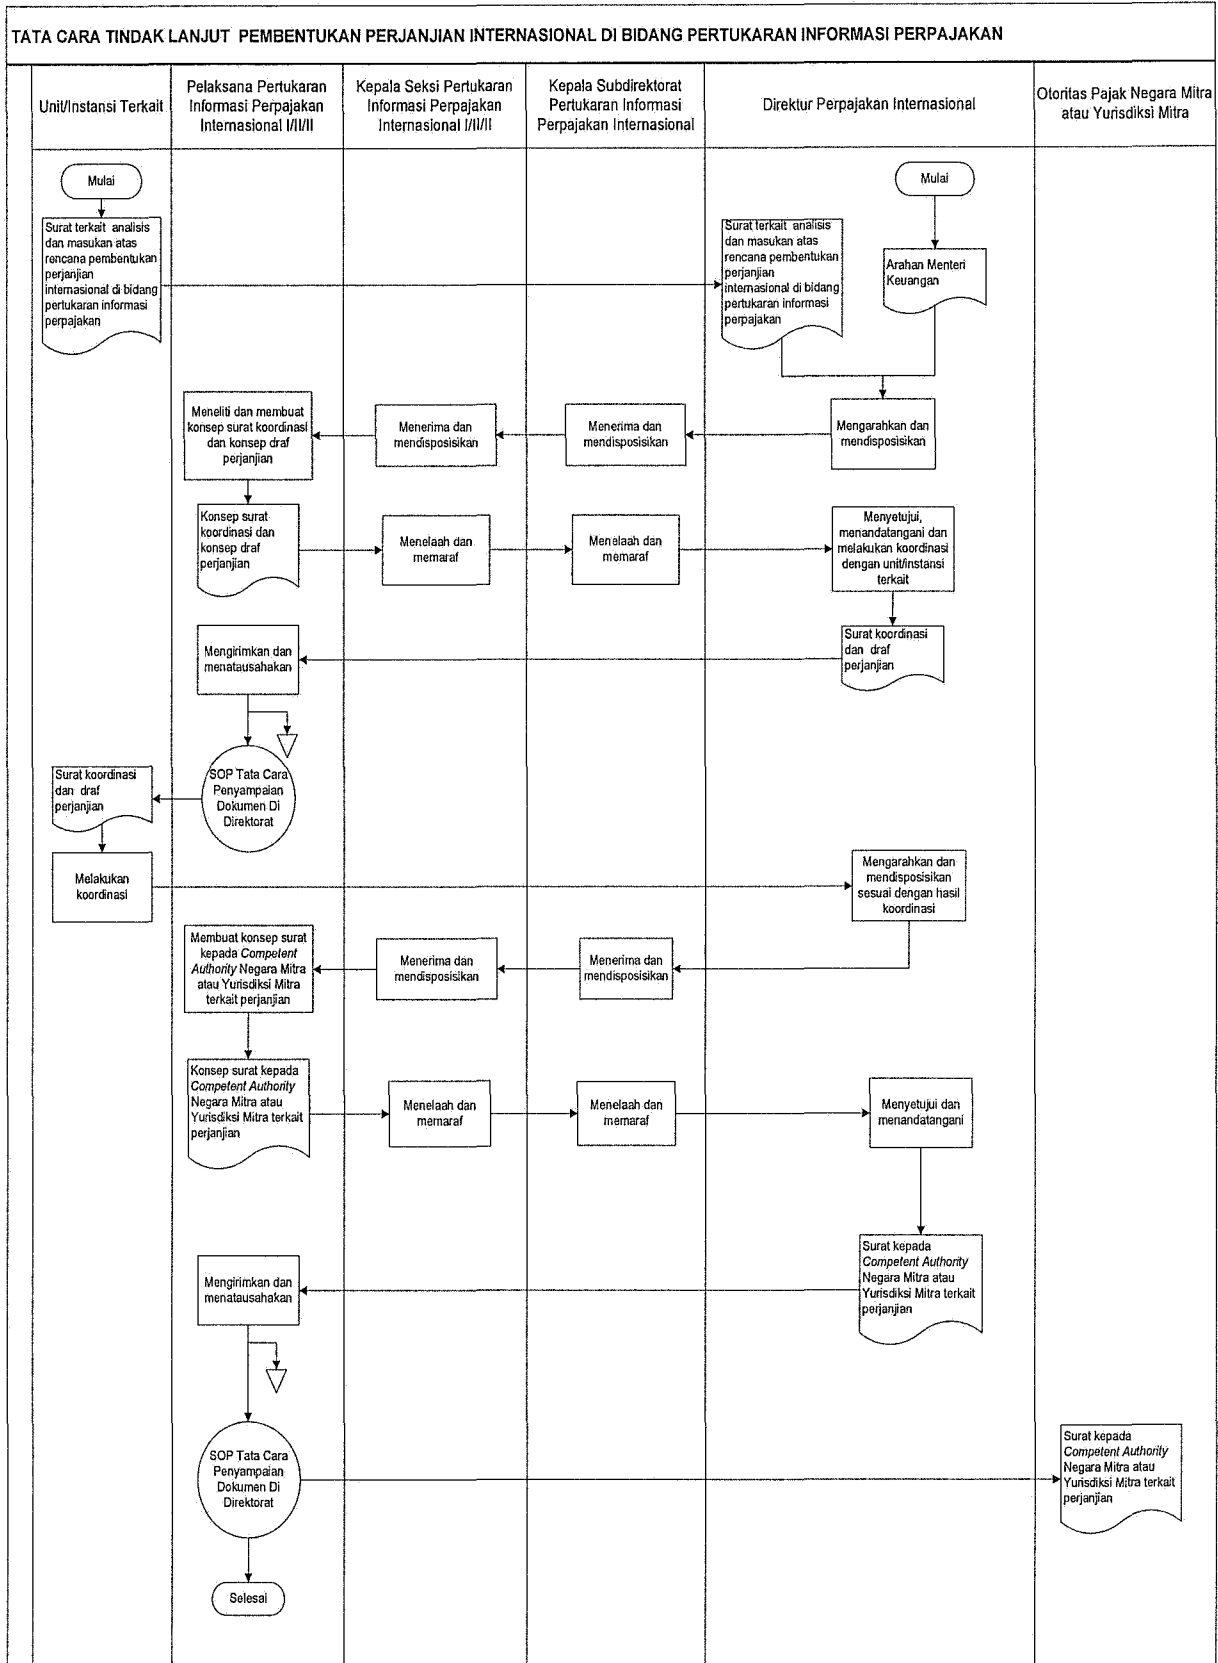 TATA CARA TINDAK LANJUT PEMBENTUKAN PERJANJIAN INTERNASIONAL DI BIDANG PERTUKARAN INFORMASI PERPAJAKAN
Unit/Instansi Terkait
Pelaksana Pertukaran
Informasi Perpajakan
Internasional I/II/II
Kepala Seksi Pertukaran
Informasi Perpajakan
Internasional I/II/II
Kepala Subdirektorat
Pertukaran Informasi
Perpajakan Internasional
Direktur Perpajakan Internasional
Otoritas Pajak Negara Mitra
atau Yurisdiksi Mitra
Mulai
Mulai
Surat terkait analisis
dan masukan atas
rencana pembentukan
perjanjian
internasional di bidang
pertukaran informasi
perpajakan
Surat terkait analisis
dan masukan atas
rencana pembentukan
perjanjian
internasional di bidang
pertukaran informasi
perpajakan
Arahan Menteri
Keuangan
Meneliti dan membuat
konsep surat koordinasi
dan konsep draf
perjanjian
Menerima dan
mendisposisikan
Menerima dan
mendisposisikan
Mengarahkan dan
mendisposisikan
Konsep surat
koordinasi dan
konsep draf
perjanjian
Menelaah dan
memaraf
Menelaah dan
memaraf
Menyetujui,
menandatangani dan
melakukan koordinasi
dengan unit/instansi
terkait
Mengirimkan dan
menatausahakan
Surat koordinasi
dan draf
perjanjian
Surat koordinasi
dan draf
perjanjian
SOP Tata Cara
Penyampaian
Dokumen Di
Direktorat
Melakukan
koordinasi
Mengarahkan dan
mendisposisikan
sesuai dengan hasil
koordinasi
Membuat konsep surat
kepada Competent
Authority Negara Mitra
atau Yurisdiksi Mitra
terkait perjanjian
Menerima dan
mendisposisikan
Menerima dan
mendisposisikan
Konsep surat kepada
Competent Authority
Negara Mitra atau
Yurisdiksi Mitra terkait
perjanjian
Menelaah dan
memaraf
Menelaah dan
memaraf
Menyetujui dan
menandatangani
Mengirimkan dan
menatausahakan
Surat kepada
Competent Authority
Negara Mitra atau
Yurisdiksi Mitra terkait
perjanjian
SOP Tata Cara
Penyampaian
Dokumen Di
Direktorat
Surat kepada
Competent Authority
Negara Mitra atau
Yurisdiksi Mitra terkait
perjanjian
Selesai